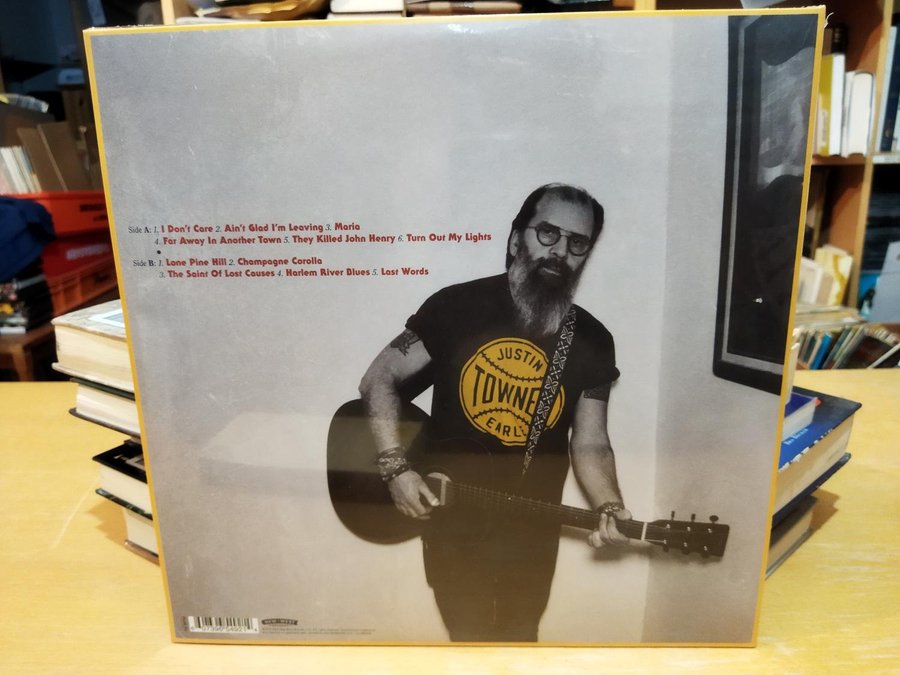 Side A: 1. I Don't Care 2. Ain't Glad I'm Leaving 3. Maria
4. Far Away In Another Town 5. They Killed John Henry 6. Turn Out My Lights
Side B: 1. Lone Pine Hill 2. Champagne Corolla
3. The Saint Of Lost Causes 4. Harlem River Blues 5. Last Words
JUSTIN
TOWNE
EARL
NEW WEST